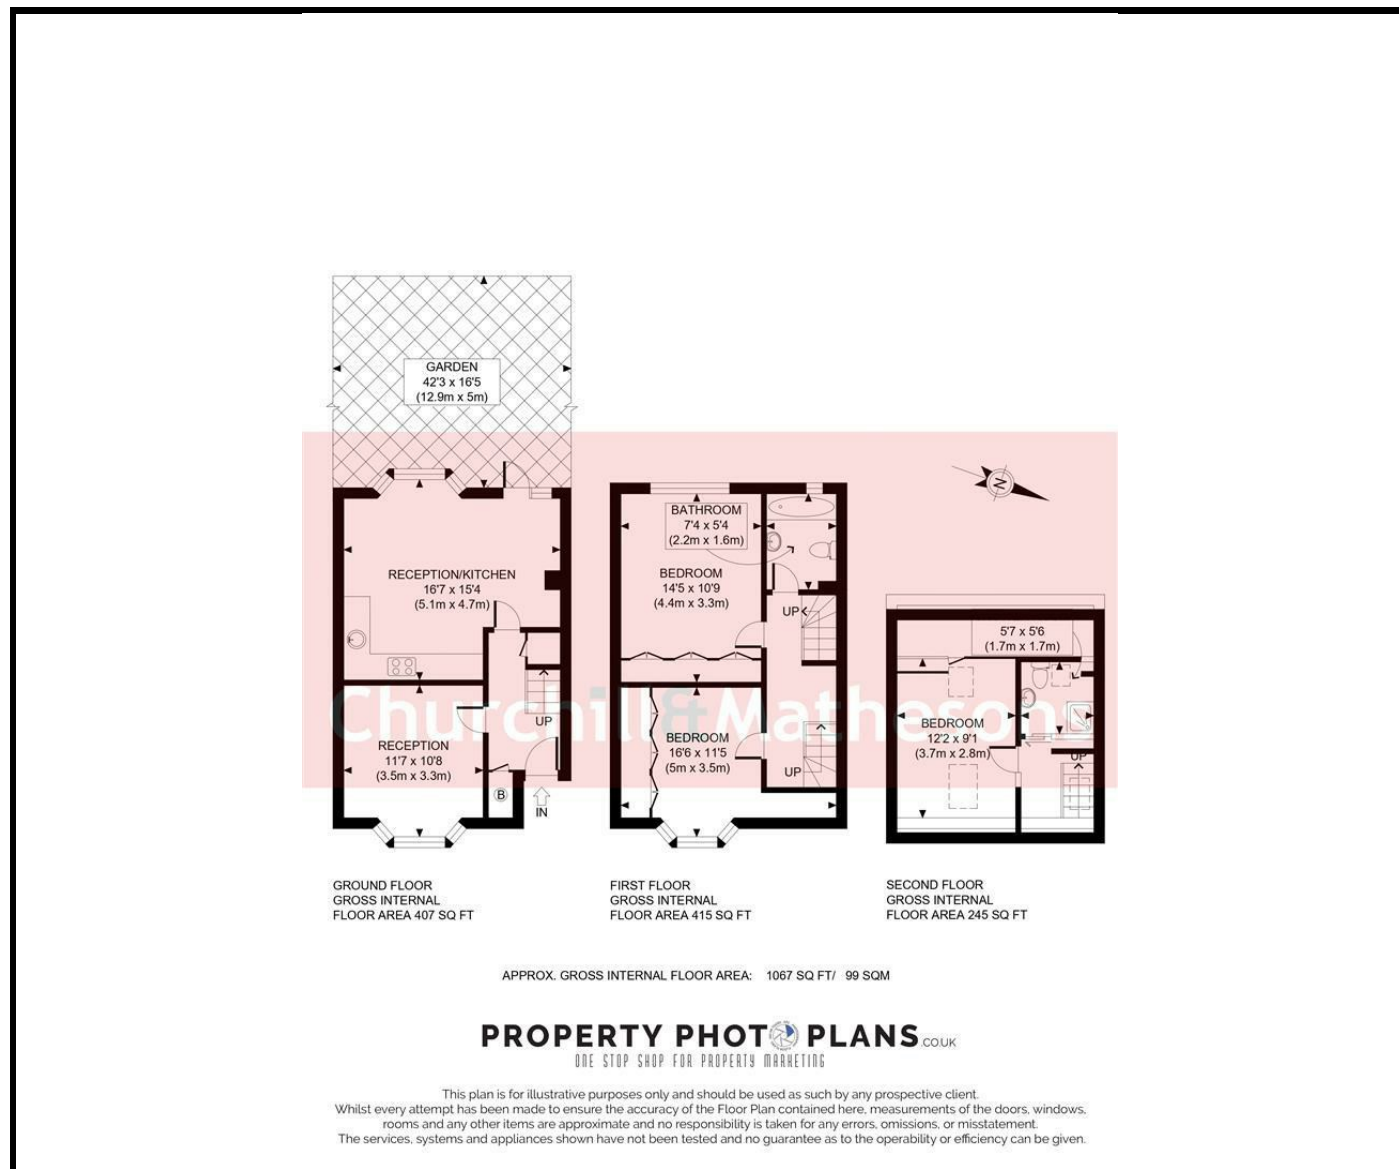 GARDEN
42'3 x 16'5
(12.9m x 5m)
RECEPTION/KITCHEN
16'7 x 15'4
(5.1m x 4.7m)
UP
RECEPTION
11'7 x 10'8
(3.5m x 3.3m)
B
IN
BATHROOM
7'4 x 5'4
(2.2m x 1.6m)
BEDROOM
14'5 x 10'9
(4.4m x 3.3m)
UP
BEDROOM
16'6 x 11'5
(5m x 3.5m)
UP
N
5'7 x 5'6
(1.7m x 1.7m)
BEDROOM
12'2 x 9'1
(3.7m x 2.8m)
UP
Churchill&Mathesons
GROUND FLOOR
GROSS INTERNAL
FLOOR AREA 407 SQ FT
FIRST FLOOR
GROSS INTERNAL
FLOOR AREA 415 SQ FT
SECOND FLOOR
GROSS INTERNAL
FLOOR AREA 245 SQ FT
APPROX. GROSS INTERNAL FLOOR AREA: 1067 SQ FT/ 99 SQM
PROPERTY PHOTO PLANS.CO.UK
ONE STOP SHOP FOR PROPERTY MARKETING
This plan is for illustrative purposes only and should be used as such by any prospective client.
Whilst every attempt has been made to ensure the accuracy of the Floor Plan contained here, measurements of the doors, windows,
rooms and any other items are approximate and no responsibility is taken for any errors, omissions, or misstatement.
The services, systems and appliances shown have not been tested and no guarantee as to the operability or efficiency can be given.